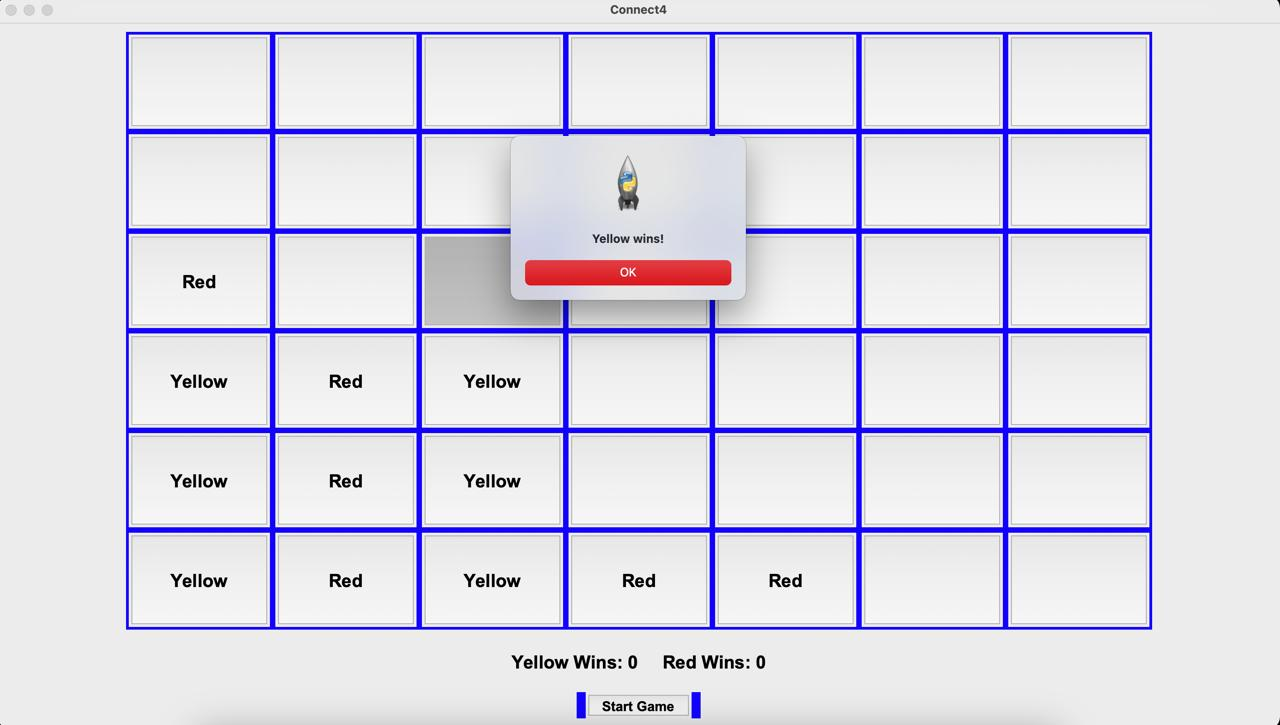 Connect4
Yellow wins!
OK
Red
Yellow Red Yellow
Yellow Red Yellow
Yellow Red Yellow Red Red
Yellow Wins: 0 Red Wins: 0
Start Game